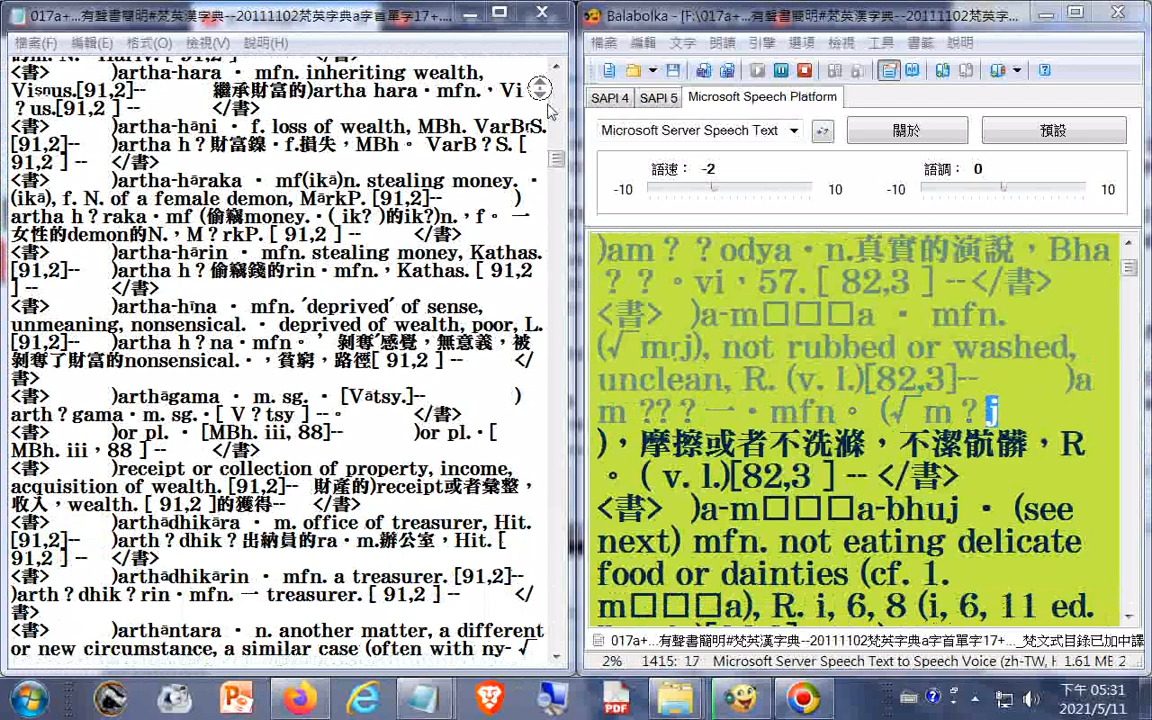 017a+...有聲書簡明#梵英漢字典--20111102梵英字典a字首單字17+...
檔案(F) 編輯(E) 格式(O) 檢視(V) 說明(H)
<書> )artha-hara · mfn. inheriting wealth,
Visnus.[91,2]-- 繼承財富的)artha hara · mfn.，Vi
? us.[91,2 ] -- </書>
<書> )artha-hāni · f. loss of wealth, MBh. VarBṛS.
[91,2]-- )artha h ? 財富鎳 · f.損失，MBh 。 VarB ? S. [
91,2 ] -- </書>
<書> )artha-hāraka · mf(ikā)n. stealing money. ·
(ikā), f. N. of a female demon, MārkP. [91,2]-- )
artha h ? raka · mf (偷竊money. · ( ik? )的ik?)n.，f 。 一
女性的demon的N.，M ? rkP. [ 91,2 ] -- </書>
<書> )artha-hārin · mfn. stealing money, Kathas.
[91,2]-- )artha h ? 偷竊錢的rin · mfn.，Kathas. [ 91,2
] -- </書>
<書> )artha-hīna · mfn. 'deprived' of sense,
unmeaning, nonsensical. · deprived of wealth, poor, L.
[91,2]-- )artha h ? na · mfn 。 ' 剝奪'感覺，無意義，被
剝奪了財富的nonsensical. ·，貧窮，路徑[ 91,2 ] -- </
書>
<書> )arthāgama · m. sg. · [Vātsy.]-- )
arth ? gama · m. sg. · [ V ? tsy ] -- 。 </書>
<書> )or pl. · [MBh. iii, 88]-- )or pl. · [
MBh. iii，88 ] -- </書>
<書> )receipt or collection of property, income,
acquisition of wealth. [91,2]-- 財產的)receipt或者彙整，
收入，wealth. [ 91,2 ]的獲得-- </書>
<書> )arthādhikāra · m. office of treasurer, Hit.
[91,2]-- )arth ? dhik ? 出納員的ra · m.辦公室，Hit. [
91,2 ] -- </書>
<書> )arthādhikārin · mfn. a treasurer. [91,2]--
)arth ? dhik ? rin · mfn. 一 treasurer. [ 91,2 ] -- </
書>
<書> )arthāntara · n. another matter, a different
or new circumstance, a similar case (often with ny-√
Balabolka - [F:\017a+...有聲書簡明#梵英漢字典--20111102梵英字...
檔案 編輯 文字 朗讀 引擎 選項 檢視 工具 書籤 說明
SAPI 4 SAPI 5 Microsoft Speech Platform
Microsoft Server Speech Text 關於 預設
語速： -2 語調： 0
-10 10 -10 10
)am ? ? odya · n.真實的演說，Bha
? ? 。 vi，57. [ 82,3 ] -- </書>
<書> )a-m□□□a · mfn.
(√ mṛj), not rubbed or washed,
unclean, R. (v. l.)[82,3]-- )a
m ?? ? 一 · mfn 。 (√ m ? j
)，摩擦或者不洗滌，不潔骯髒，R
。 ( v. l.)[82,3 ] -- </書>
<書> )a-m□□□a-bhuj · (see
next) mfn. not eating delicate
food or dainties (cf. 1.
m□□□a), R. i, 6, 8 (i, 6, 11 ed.
017a+...有聲書簡明#梵英漢字典--20111102梵英字典a字首單字17+..._梵文式目錄已加中譯
2% 1415: 17 Microsoft Server Speech Text to Speech Voice (zh-TW, H 1.61 MB 2
下午 05:31
2021/5/11